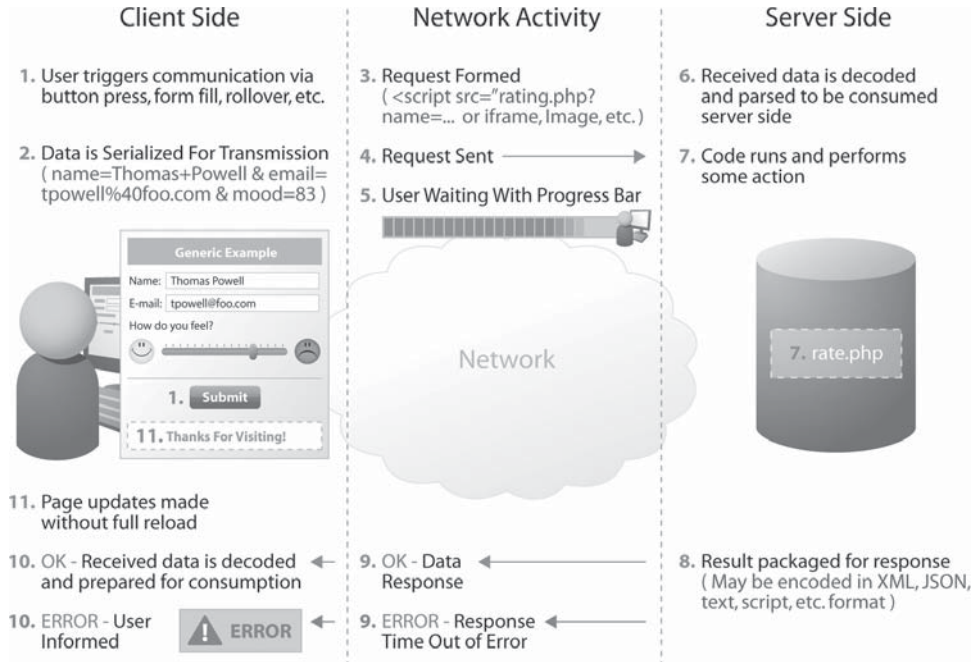 Client Side
Network Activity
Server Side
1. User triggers communication via
button press, form fill, rollover, etc.
2. Data is Serialized For Transmission
( name=Thomas+Powell & email=
tpowell%40foo.com & mood=83 )
Generic Example
Name: Thomas Powell
E-mail: tpowell@foo.com
How do you feel?
1. Submit
11. Thanks For Visiting!
11. Page updates made
without full reload
10. OK - Received data is decoded
and prepared for consumption
10. ERROR - User
Informed
ERROR
3. Request Formed
( <script src="rating.php?
name=... or iframe, Image, etc. )
4. Request Sent
5. User Waiting With Progress Bar
Network
9. OK - Data
Response
9. ERROR - Response
Time Out of Error
6. Received data is decoded
and parsed to be consumed
server side
7. Code runs and performs
some action
7. rate.php
8. Result packaged for response
( May be encoded in XML, JSON,
text, script, etc. format )